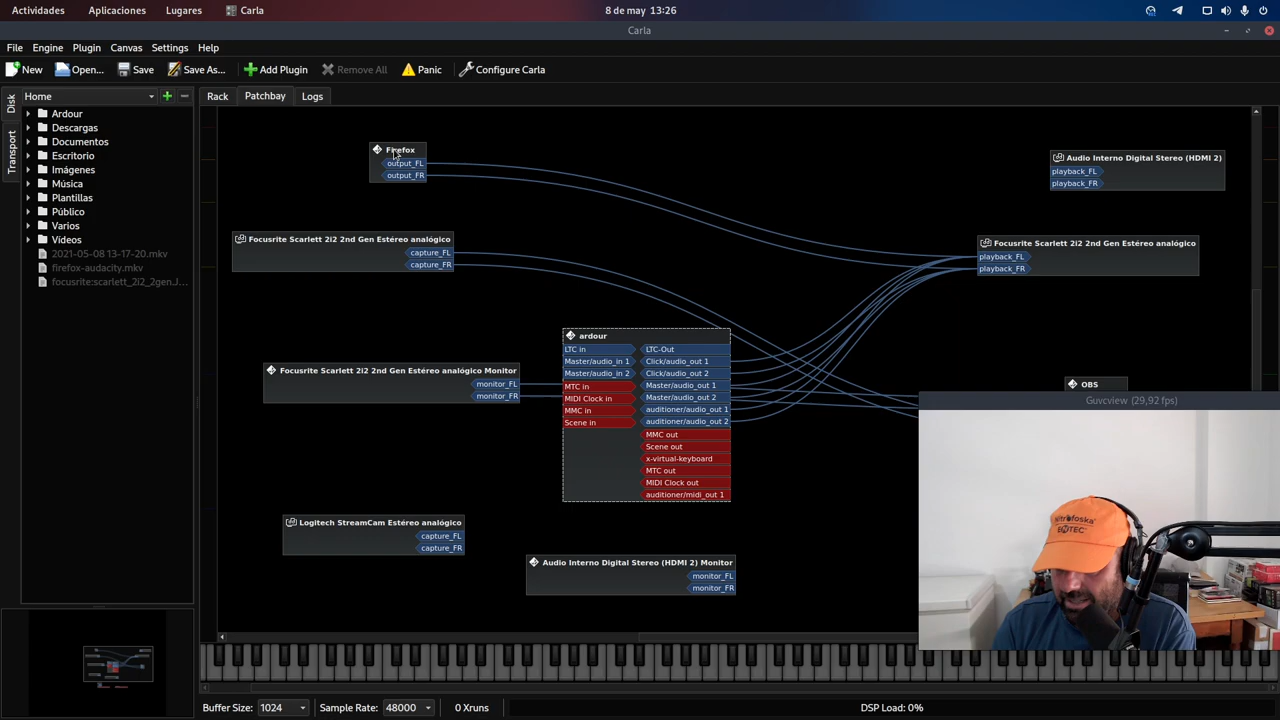 Actividades Aplicaciones Lugares Carla 8 de may 13:26
Carla
File Engine Plugin Canvas Settings Help
New Open... Save Save As... Add Plugin Remove All Panic Configure Carla
Disk
Transport
Home
Ardour
Descargas
Documentos
Escritorio
Imágenes
Música
Plantillas
Público
Varios
Vídeos
2021-05-08 13-17-20.mkv
firefox-audacity.mkv
focusrite:scarlett_2i2_2gen.J...
Rack Patchbay Logs
Firefox
output_FL
output_FR
Audio Interno Digital Stereo (HDMI 2)
playback_FL
playback_FR
Focusrite Scarlett 2i2 2nd Gen Estéreo analógico
capture_FL
capture_FR
Focusrite Scarlett 2i2 2nd Gen Estéreo analógico
playback_FL
playback_FR
ardour
LTC in LTC-Out
Master/audio_in 1 Click/audio_out 1
Master/audio_in 2 Click/audio_out 2
MTC in Master/audio_out 1
MIDI Clock in Master/audio_out 2
MMC in auditioner/audio_out 1
Scene in auditioner/audio_out 2
MMC out
Scene out
x-virtual-keyboard
MTC out
MIDI Clock out
auditioner/midi_out 1
Focusrite Scarlett 2i2 2nd Gen Estéreo analógico Monitor
monitor_FL
monitor_FR
OBS
Guvcview (29,92 fps)
Logitech StreamCam Estéreo analógico
capture_FL
capture_FR
Audio Interno Digital Stereo (HDMI 2) Monitor
monitor_FL
monitor_FR
Buffer Size: 1024 Sample Rate: 48000 0 Xruns DSP Load: 0%